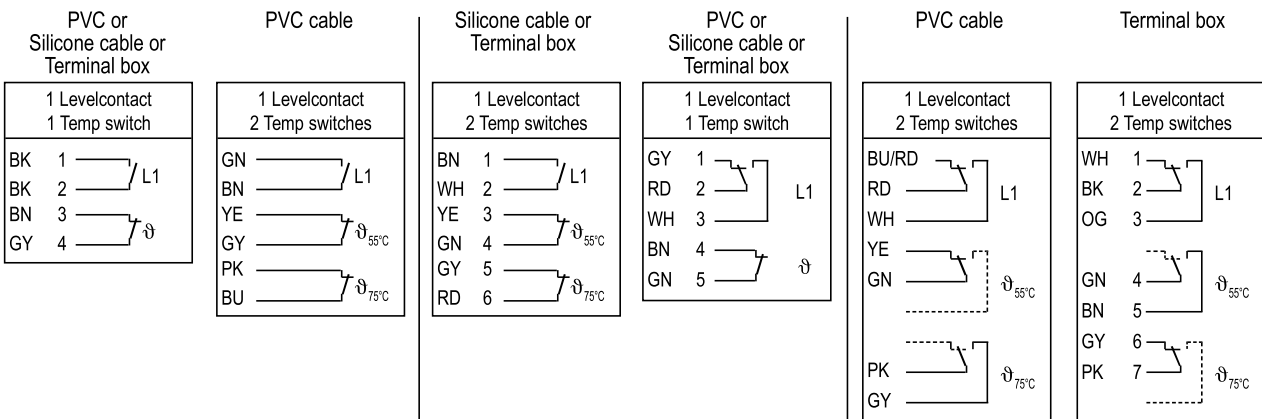 PVC or
Silicone cable or
Terminal box
1 Levelcontact
1 Temp switch
BK 1
BK 2
L1
BN 3
GY 4
ϑ
PVC cable
1 Levelcontact
2 Temp switches
GN
BN
L1
YE
GY
ϑ55°C
PK
BU
ϑ75°C
Silicone cable or
Terminal box
1 Levelcontact
2 Temp switches
BN 1
WH 2
L1
YE 3
GN 4
ϑ55°C
GY 5
RD 6
ϑ75°C
PVC or
Silicone cable or
Terminal box
1 Levelcontact
1 Temp switch
GY 1
RD 2
L1
WH 3
BN 4
GN 5
ϑ
PVC cable
1 Levelcontact
2 Temp switches
BU/RD
RD
L1
WH
YE
GN
ϑ55°C
PK
ϑ75°C
GY
Terminal box
1 Levelcontact
2 Temp switches
WH 1
BK 2
L1
OG 3
GN 4
ϑ55°C
BN 5
GY 6
PK 7
ϑ75°C